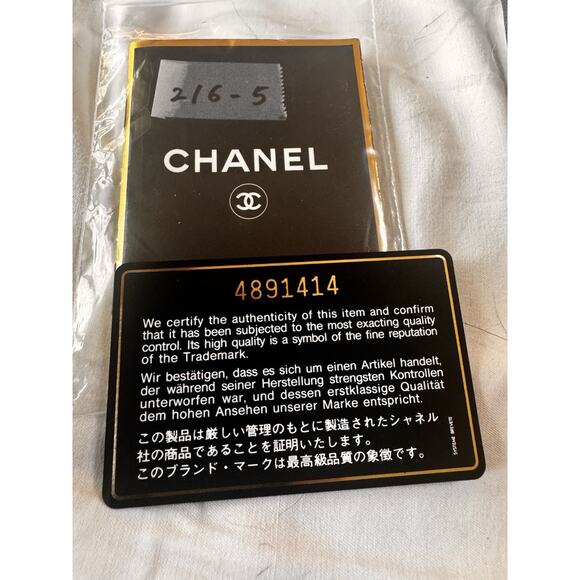 216-5
CHANEL
4891414
We certify the authenticity of this item and confirm
that it has been subjected to the most exacting quality
control. Its high quality is a symbol of the fine reputation
of the Trademark.
Wir bestätigen, dass es sich um einen Artikel handelt,
der während seiner Herstellung strengsten Kontrollen
unterworfen war, und dessen erstklassige Qualität
dem hohen Ansehen unserer Marke entspricht.
この製品は厳しい管理のもとに製造されたシャネル
社の商品であることを証明いたします。
このブランド・マークは最高級品質の象徴です。
SYSTEME BREVETE